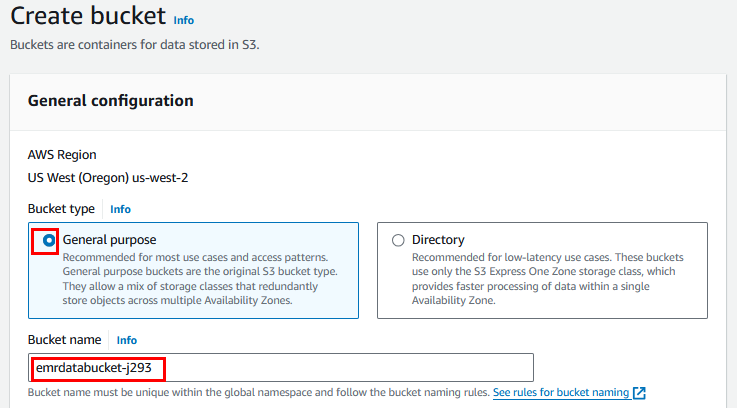 Create bucket Info
Buckets are containers for data stored in S3.
General configuration
AWS Region
US West (Oregon) us-west-2
Bucket type Info
General purpose
Recommended for most use cases and access patterns.
General purpose buckets are the original S3 bucket type.
They allow a mix of storage classes that redundantly
store objects across multiple Availability Zones.
Directory
Recommended for low-latency use cases. These buckets
use only the S3 Express One Zone storage class, which
provides faster processing of data within a single
Availability Zone.
Bucket name Info
emrdatabucket-j293
Bucket name must be unique within the global namespace and follow the bucket naming rules. See rules for bucket naming